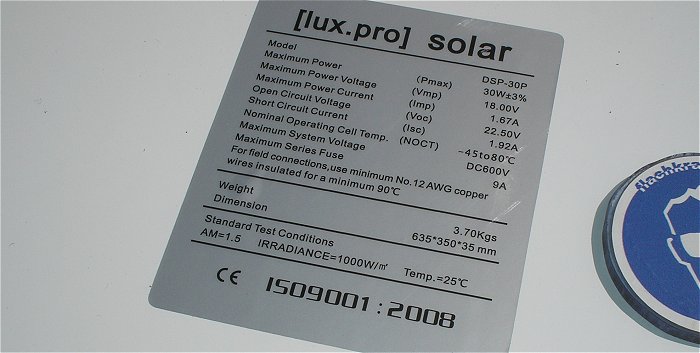 [lux.pro] solar
Model DSP-30P
Maximum Power (Pmax) 30W±3%
Maximum Power Voltage (Vmp) 18.00V
Maximum Power Current (Imp) 1.67A
Open Circuit Voltage (Voc) 22.50V
Short Circuit Current (Isc) 1.92A
Nominal Operating Cell Temp. (NOCT) -45to80℃
Maximum System Voltage DC600V
Maximum Series Fuse 9A
For field connections,use minimum No.12 AWG copper
wires insulated for a minimum 90℃
Weight 3.70Kgs
Dimension 635*350*35 mm
Standard Test Conditions
AM=1.5 IRRADIANCE=1000W/㎡ Temp.=25℃
CE ISO9001:2008